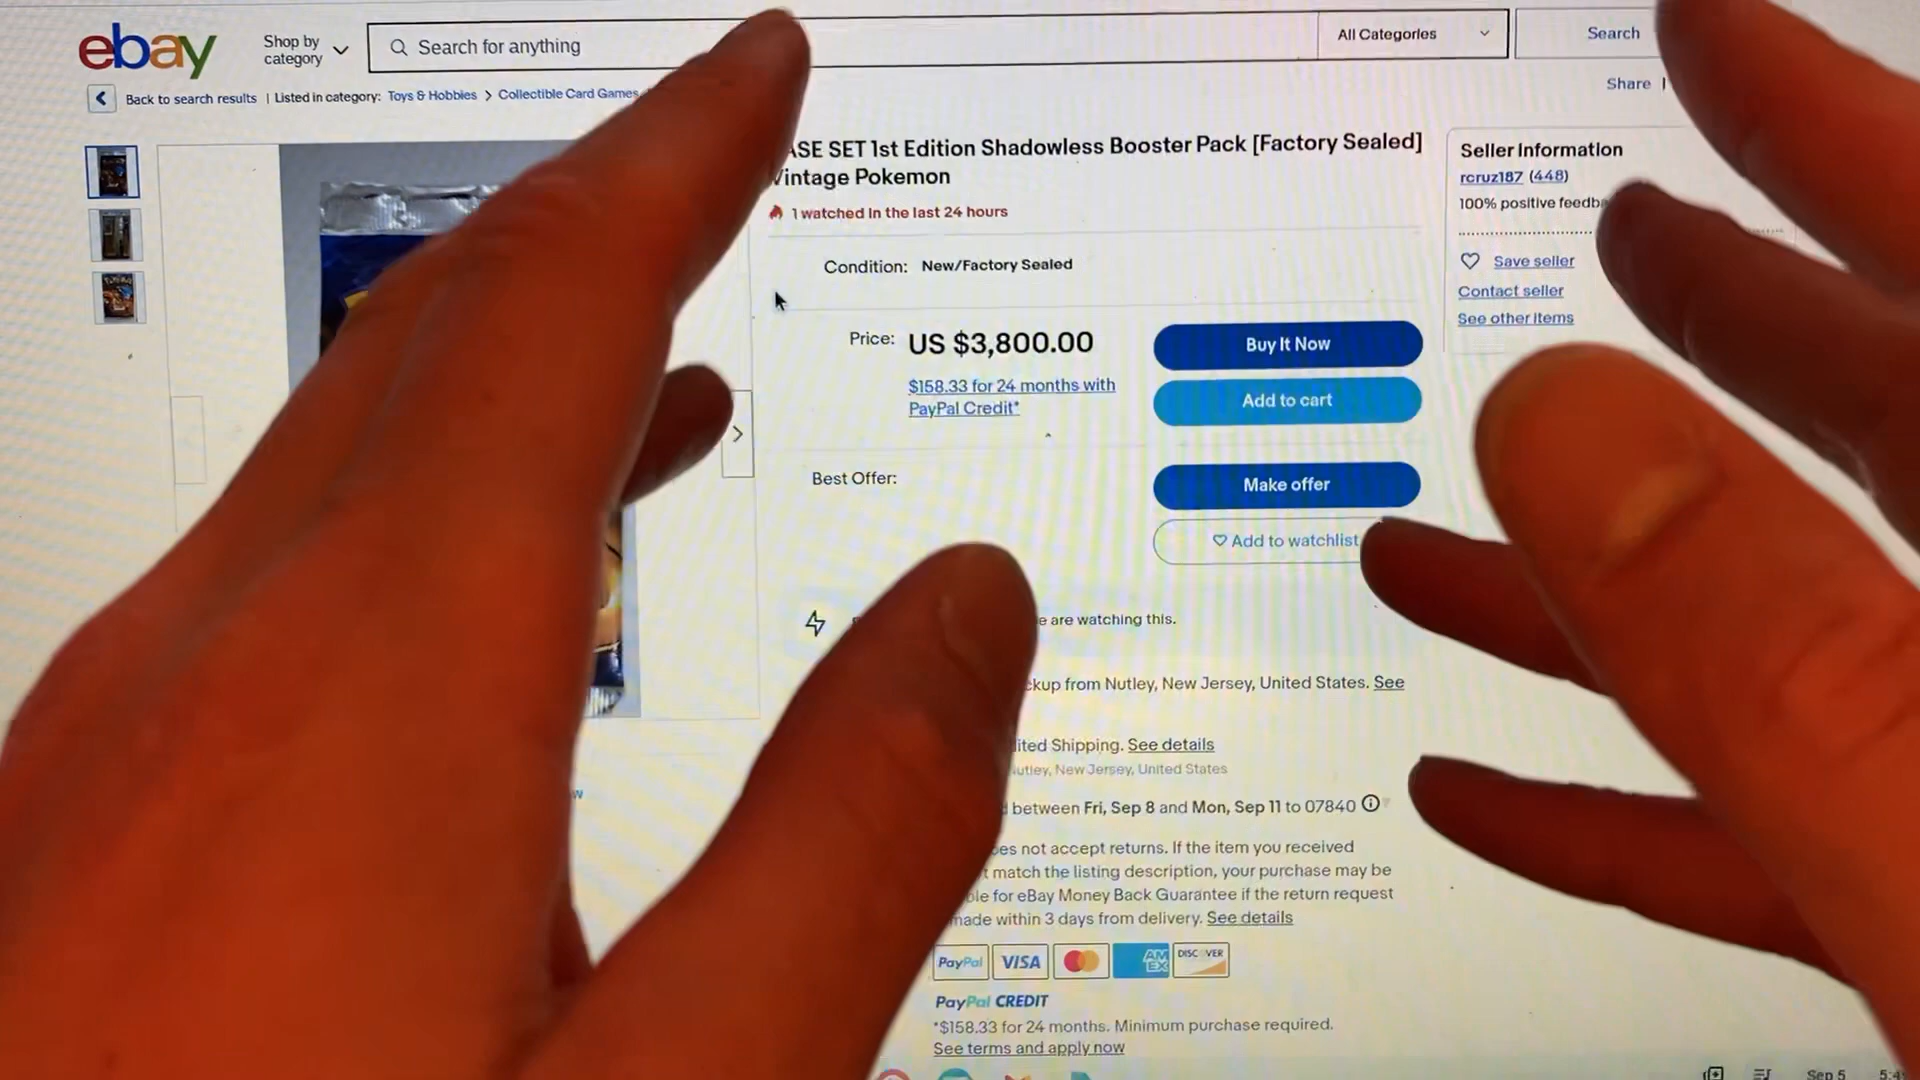 ebay
Shop by
category
Search for anything
All Categories
Search
Back to search results | Listed in category: Toys & Hobbies > Collectible Card Games
Share |
SE SET 1st Edition Shadowless Booster Pack [Factory Sealed]
Vintage Pokemon
1 watched in the last 24 hours
Condition: New/Factory Sealed
Price: US $3,800.00
$158.33 for 24 months with
PayPal Credit*
Buy It Now
Add to cart
Best Offer:
Make offer
Add to watchlist
Seller information
rcruz187 (448)
100% positive feedb
Save seller
Contact seller
See other items
e are watching this.
ckup from Nutley, New Jersey, United States. See
ited Shipping. See details
utley, New Jersey, United States
between Fri, Sep 8 and Mon, Sep 11 to 07840
es not accept returns. If the item you received
t match the listing description, your purchase may be
ole for eBay Money Back Guarantee if the return request
made within 3 days from delivery. See details
PayPal VISA AM EX DISCOVER
PayPal CREDIT
*$158.33 for 24 months. Minimum purchase required.
See terms and apply now
Sep 5